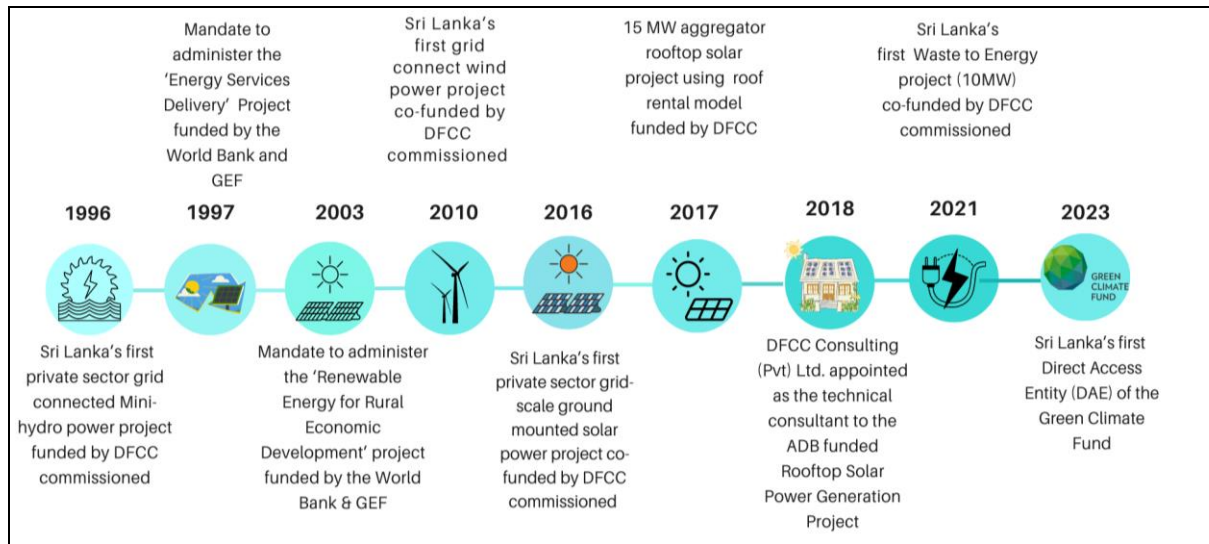 Mandate to
administer the
‘Energy Services
Delivery’ Project
funded by the
World Bank and
GEF
Sri Lanka’s
first grid
connect wind
power project
co-funded by
DFCC
commissioned
15 MW aggregator
rooftop solar
project using roof
rental model
funded by DFCC
Sri Lanka’s
first Waste to Energy
project (10MW)
co-funded by DFCC
commissioned
1996
1997
2003
2010
2016
2017
2018
2021
2023
GREEN
CLIMATE
FUND
Sri Lanka’s first
private sector grid
connected Mini-
hydro power project
funded by DFCC
commissioned
Mandate to administer
the ‘Renewable
Energy for Rural
Economic
Development’ project
funded by the World
Bank & GEF
Sri Lanka’s first
private sector grid-
scale ground
mounted solar
power project co-
funded by DFCC
commissioned
DFCC Consulting
(Pvt) Ltd. appointed
as the technical
consultant to the
ADB funded
Rooftop Solar
Power Generation
Project
Sri Lanka’s first
Direct Access
Entity (DAE) of the
Green Climate
Fund